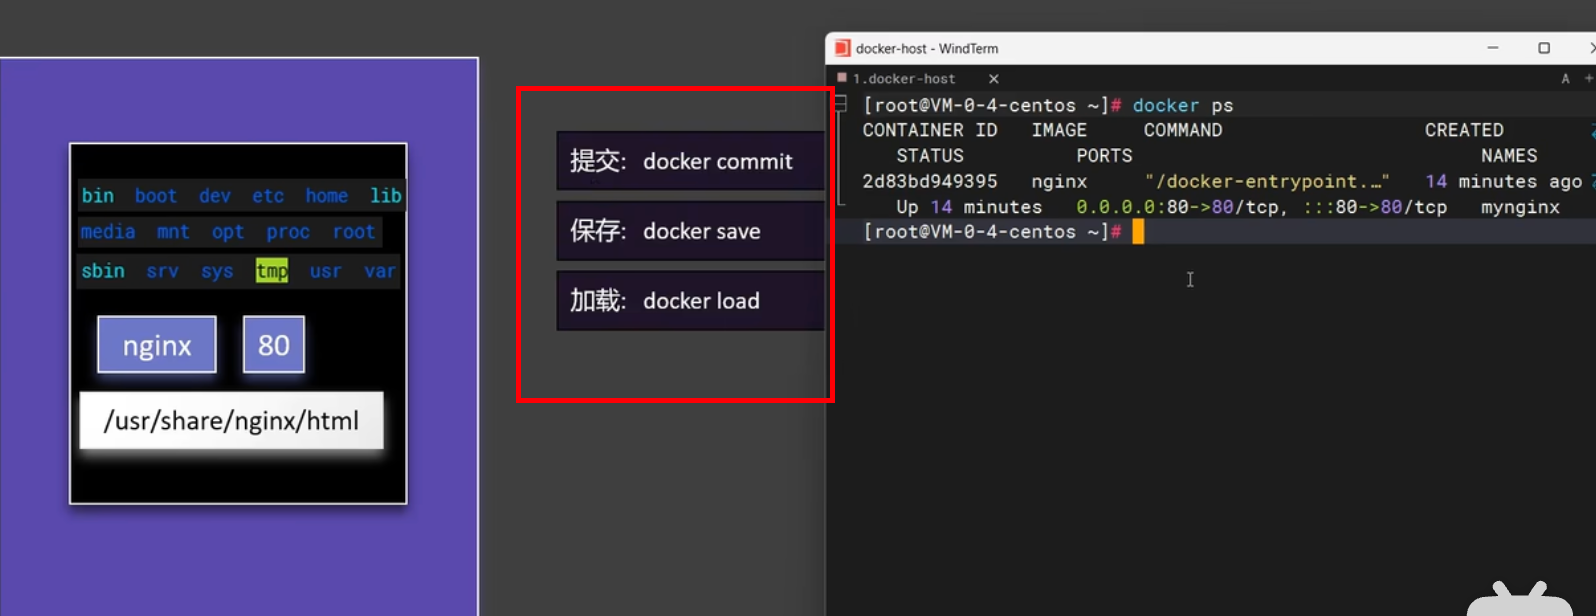 bin boot dev etc home lib
media mnt opt proc root
sbin srv sys tmp usr var
nginx 80
/usr/share/nginx/html
提交: docker commit
保存: docker save
加载: docker load
docker-host - WindTerm
1.docker-host
A +
[root@VM-0-4-centos ~]# docker ps
CONTAINER ID IMAGE COMMAND CREATED
STATUS PORTS NAMES
2d83bd949395 nginx "/docker-entrypoint.…" 14 minutes ago
Up 14 minutes 0.0.0.0:80->80/tcp, :::80->80/tcp mynginx
[root@VM-0-4-centos ~]#